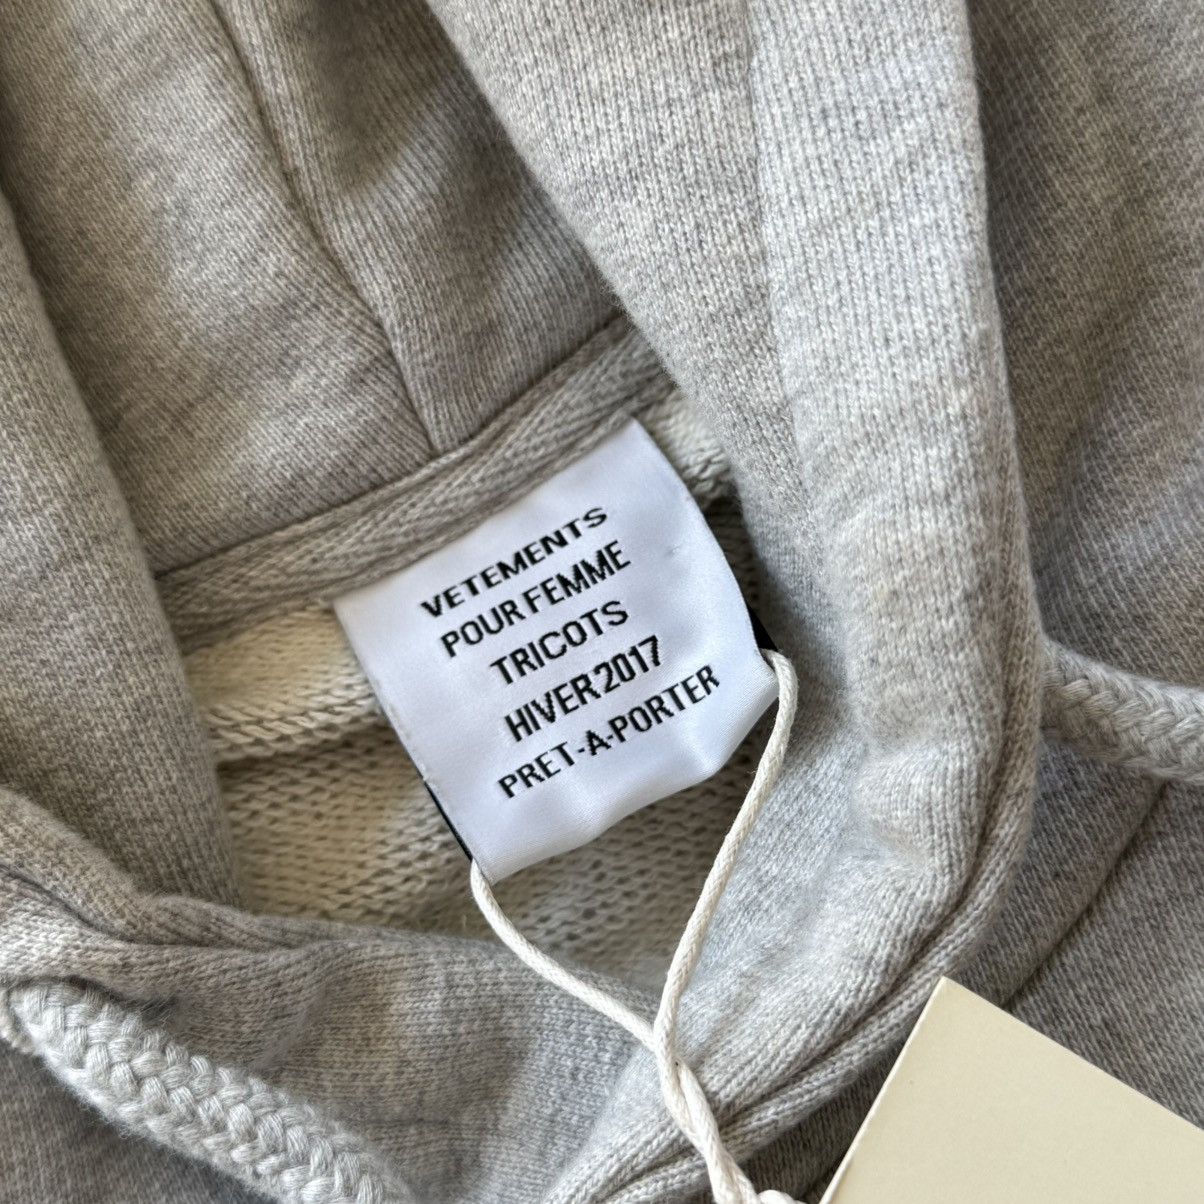 VETEMENTS
POUR FEMME
TRICOTS
HIVER 2017
PRET-A-PORTER